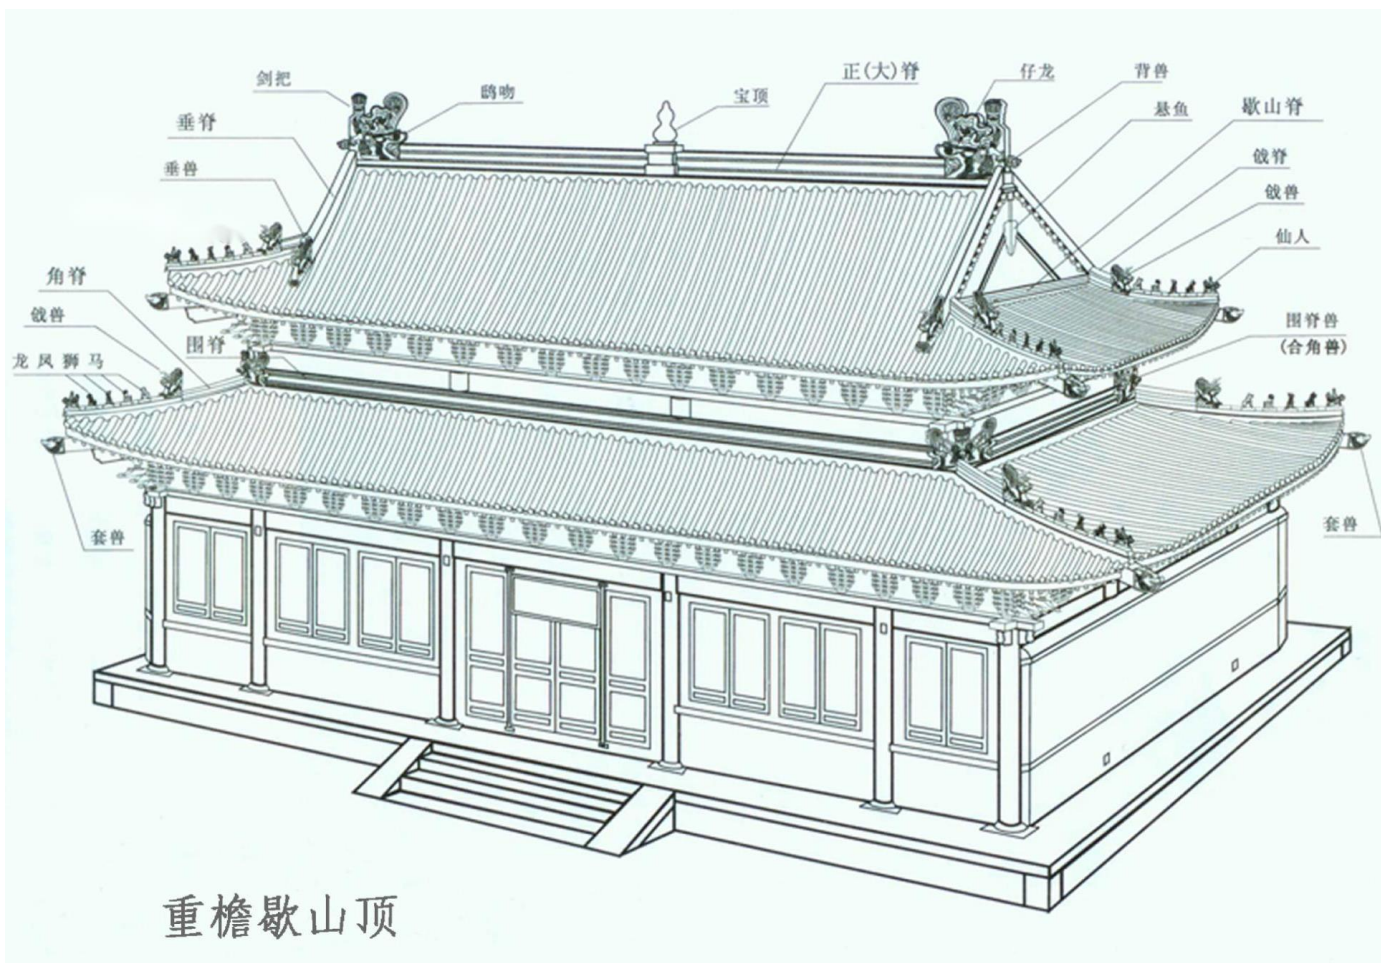 剑把
鸱吻
宝顶
正(大)脊
仔龙
背兽
垂脊
悬鱼
歇山脊
垂兽
戗脊
戗兽
仙人
角脊
戗兽
围脊
围脊兽
(合角兽)
龙凤狮马
套兽
套兽
重檐歇山顶